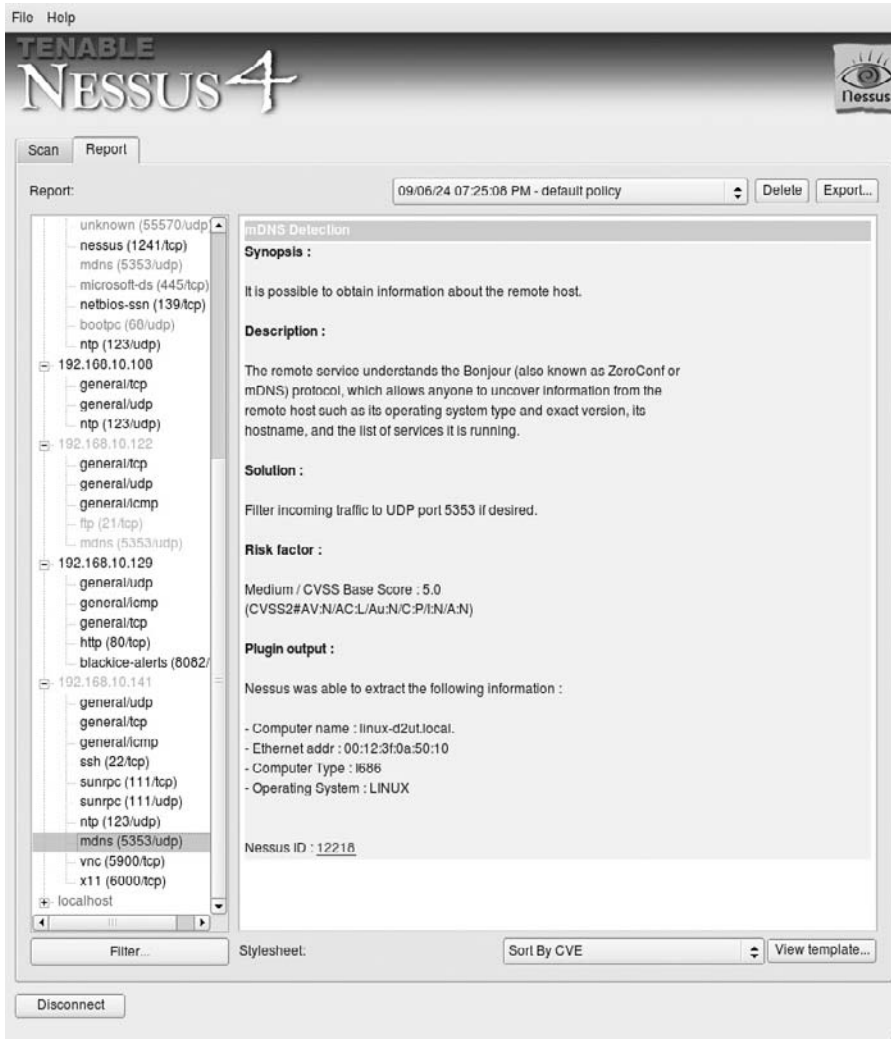 File Help
TENABLE
NESSUS 4
Nessus
Scan Report
Report:
09/06/24 07:25:08 PM - default policy
Delete
Export...
unknown (55570/udp)
nessus (1241/tcp)
mdns (5353/udp)
microsoft-ds (445/tcp)
netbios-ssn (139/tcp)
bootpc (68/udp)
ntp (123/udp)
192.168.10.108
general/tcp
general/udp
ntp (123/udp)
192.168.10.122
general/tcp
general/udp
general/icmp
ftp (21/tcp)
mdns (5353/udp)
192.168.10.129
general/udp
general/icmp
general/tcp
http (80/tcp)
blackice-alerts (8082/
192.168.10.141
general/udp
general/tcp
general/icmp
ssh (22/tcp)
sunrpc (111/tcp)
sunrpc (111/udp)
ntp (123/udp)
mdns (5353/udp)
vnc (5900/tcp)
x11 (6000/tcp)
localhost
Filter...
mDNS Detection
Synopsis :
It is possible to obtain information about the remote host.
Description :
The remote service understands the Bonjour (also known as ZeroConf or
mDNS) protocol, which allows anyone to uncover information from the
remote host such as its operating system type and exact version, its
hostname, and the list of services it is running.
Solution :
Filter incoming traffic to UDP port 5353 if desired.
Risk factor :
Medium / CVSS Base Score : 5.0
(CVSS2#AV:N/AC:L/Au:N/C:P/I:N/A:N)
Plugin output :
Nessus was able to extract the following information :
- Computer name : linux-d2ut.local.
- Ethernet addr : 00:12:3f:0a:50:10
- Computer Type : I686
- Operating System : LINUX
Nessus ID : 12218
Stylesheet:
Sort By CVE
View template...
Disconnect